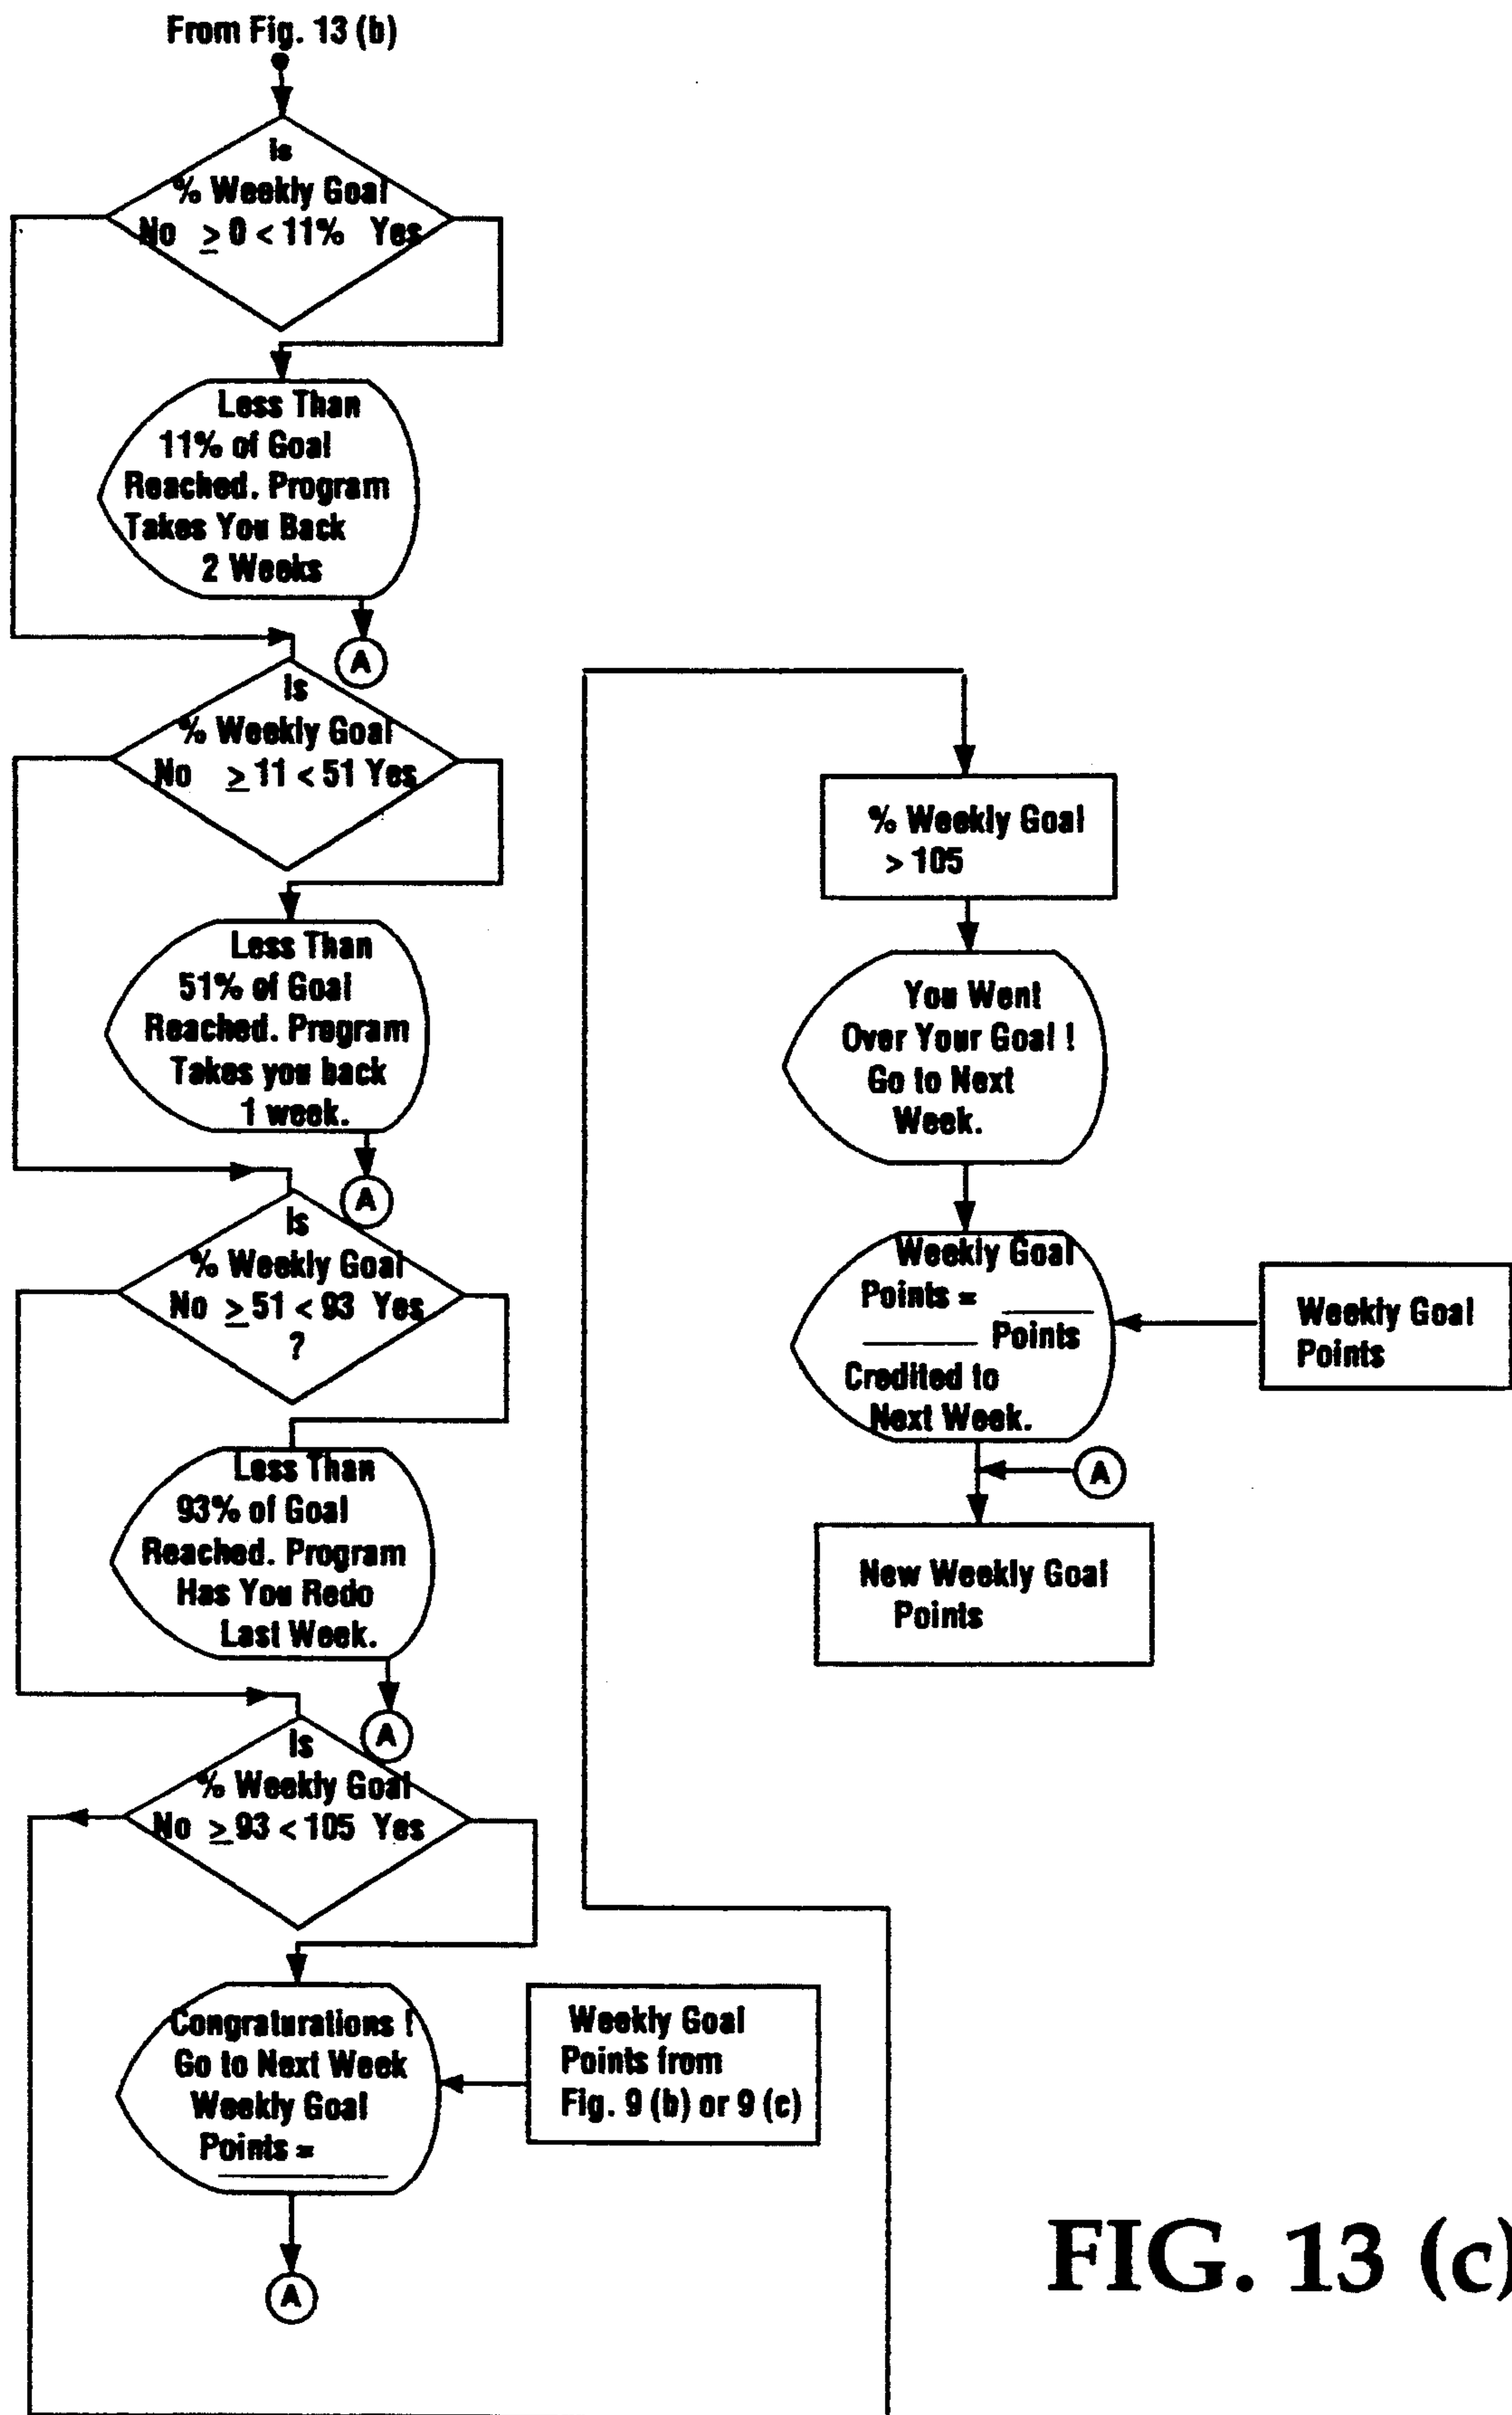 From Fig. 13 (b)
is
% Weekly Goal
No ≥ 0 < 11% Yes
Less Than
11% of Goal
Reached. Program
Takes You Back
2 Weeks
A
Is
% Weekly Goal
No ≥ 11 < 51 Yes
Less Than
51% of Goal
Reached. Program
Takes you back
1 week.
A
Is
% Weekly Goal
No ≥ 51 < 93 Yes
?
Less Than
93% of Goal
Reached. Program
Has You Redo
Last Week.
A
Is
% Weekly Goal
No ≥ 93 < 105 Yes
Congraturations !
Go to Next Week
Weekly Goal
Points = ______
A
Weekly Goal
Points from
Fig. 9 (b) or 9 (c)
% Weekly Goal
> 105
You Went
Over Your Goal !
Go to Next
Week.
Weekly Goal
Points = ____
____ Points
Credited to
Next Week.
Weekly Goal
Points
A
New Weekly Goal
Points
FIG. 13 (c)